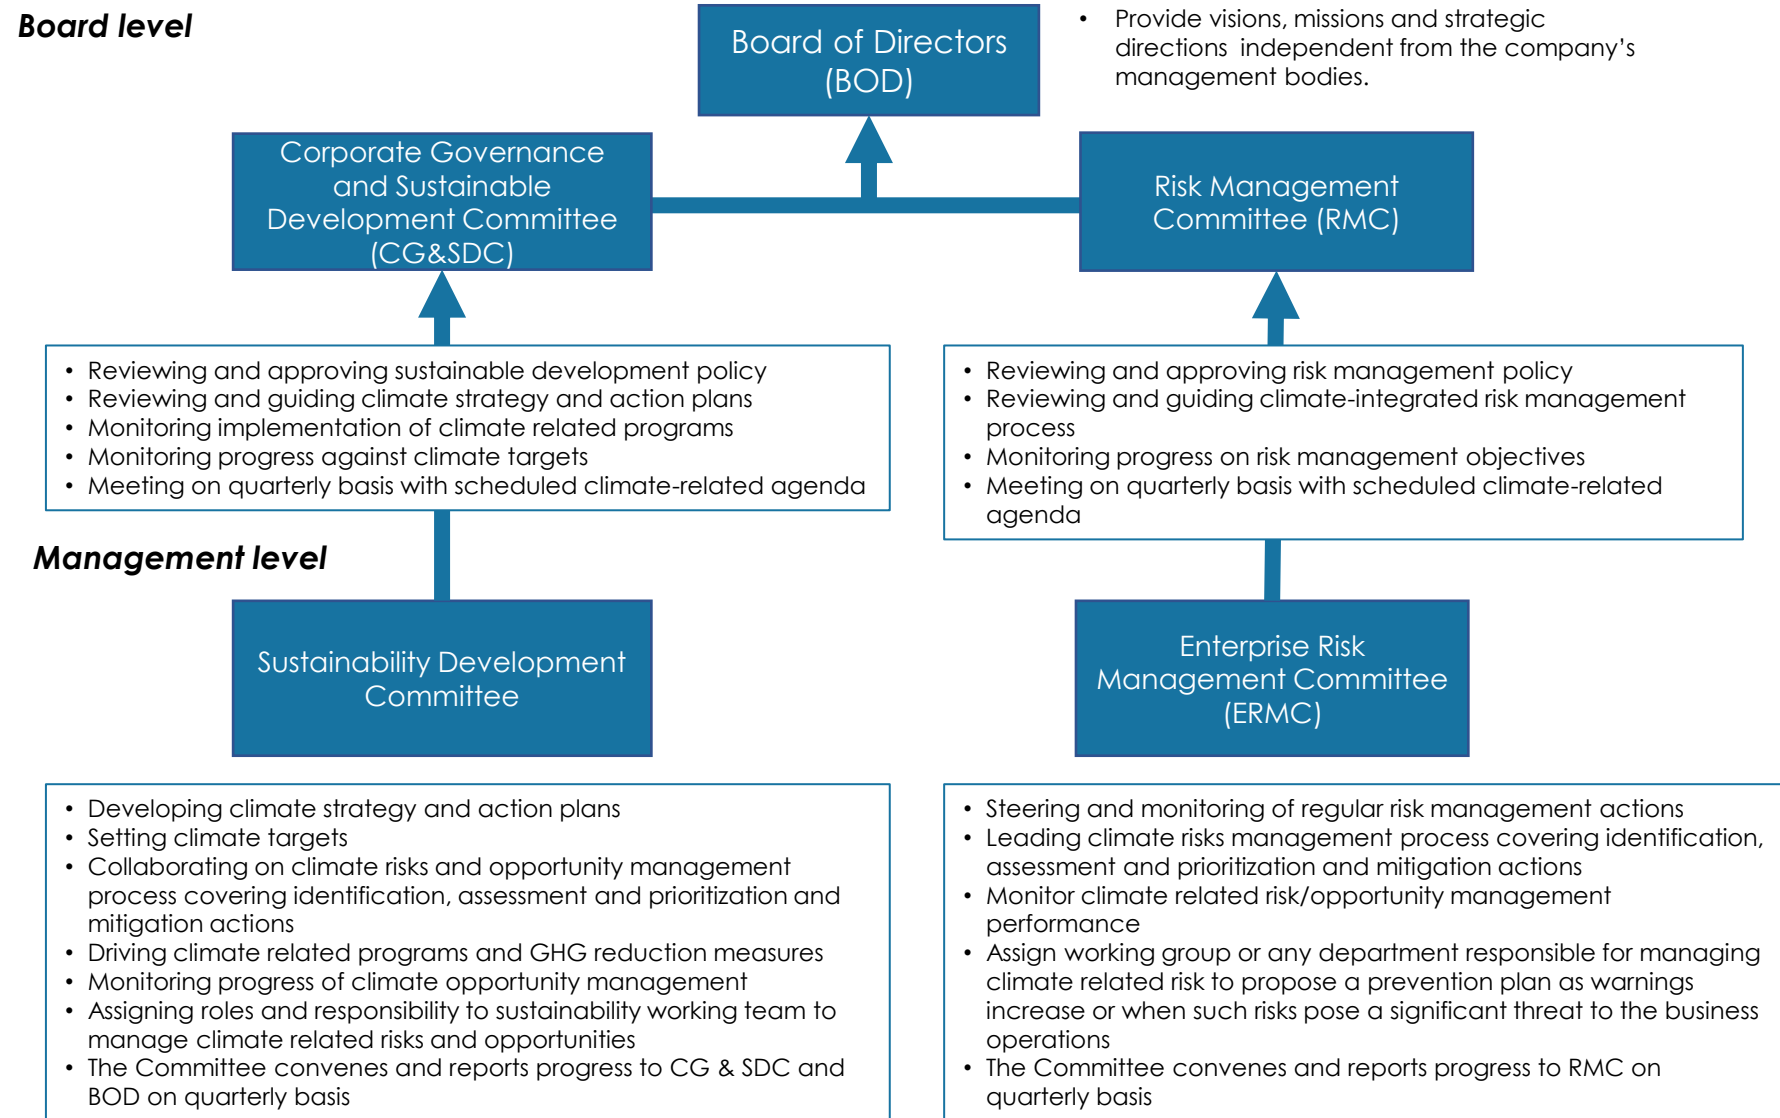 Board level
Board of Directors
(BOD)
• Provide visions, missions and strategic
directions independent from the company's
management bodies.
Corporate Governance
and Sustainable
Development Committee
(CG&SDC)
Risk Management
Committee (RMC)
• Reviewing and approving sustainable development policy
• Reviewing and guiding climate strategy and action plans
• Monitoring implementation of climate related programs
• Monitoring progress against climate targets
• Meeting on quarterly basis with scheduled climate-related agenda
• Reviewing and approving risk management policy
• Reviewing and guiding climate-integrated risk management
process
• Monitoring progress on risk management objectives
• Meeting on quarterly basis with scheduled climate-related
agenda
Management level
Sustainability Development
Committee
Enterprise Risk
Management Committee
(ERMC)
• Developing climate strategy and action plans
• Setting climate targets
• Collaborating on climate risks and opportunity management
process covering identification, assessment and prioritization and
mitigation actions
• Driving climate related programs and GHG reduction measures
• Monitoring progress of climate opportunity management
• Assigning roles and responsibility to sustainability working team to
manage climate related risks and opportunities
• The Committee convenes and reports progress to CG & SDC and
BOD on quarterly basis
• Steering and monitoring of regular risk management actions
• Leading climate risks management process covering identification,
assessment and prioritization and mitigation actions
• Monitor climate related risk/opportunity management
performance
• Assign working group or any department responsible for managing
climate related risk to propose a prevention plan as warnings
increase or when such risks pose a significant threat to the business
operations
• The Committee convenes and reports progress to RMC on
quarterly basis